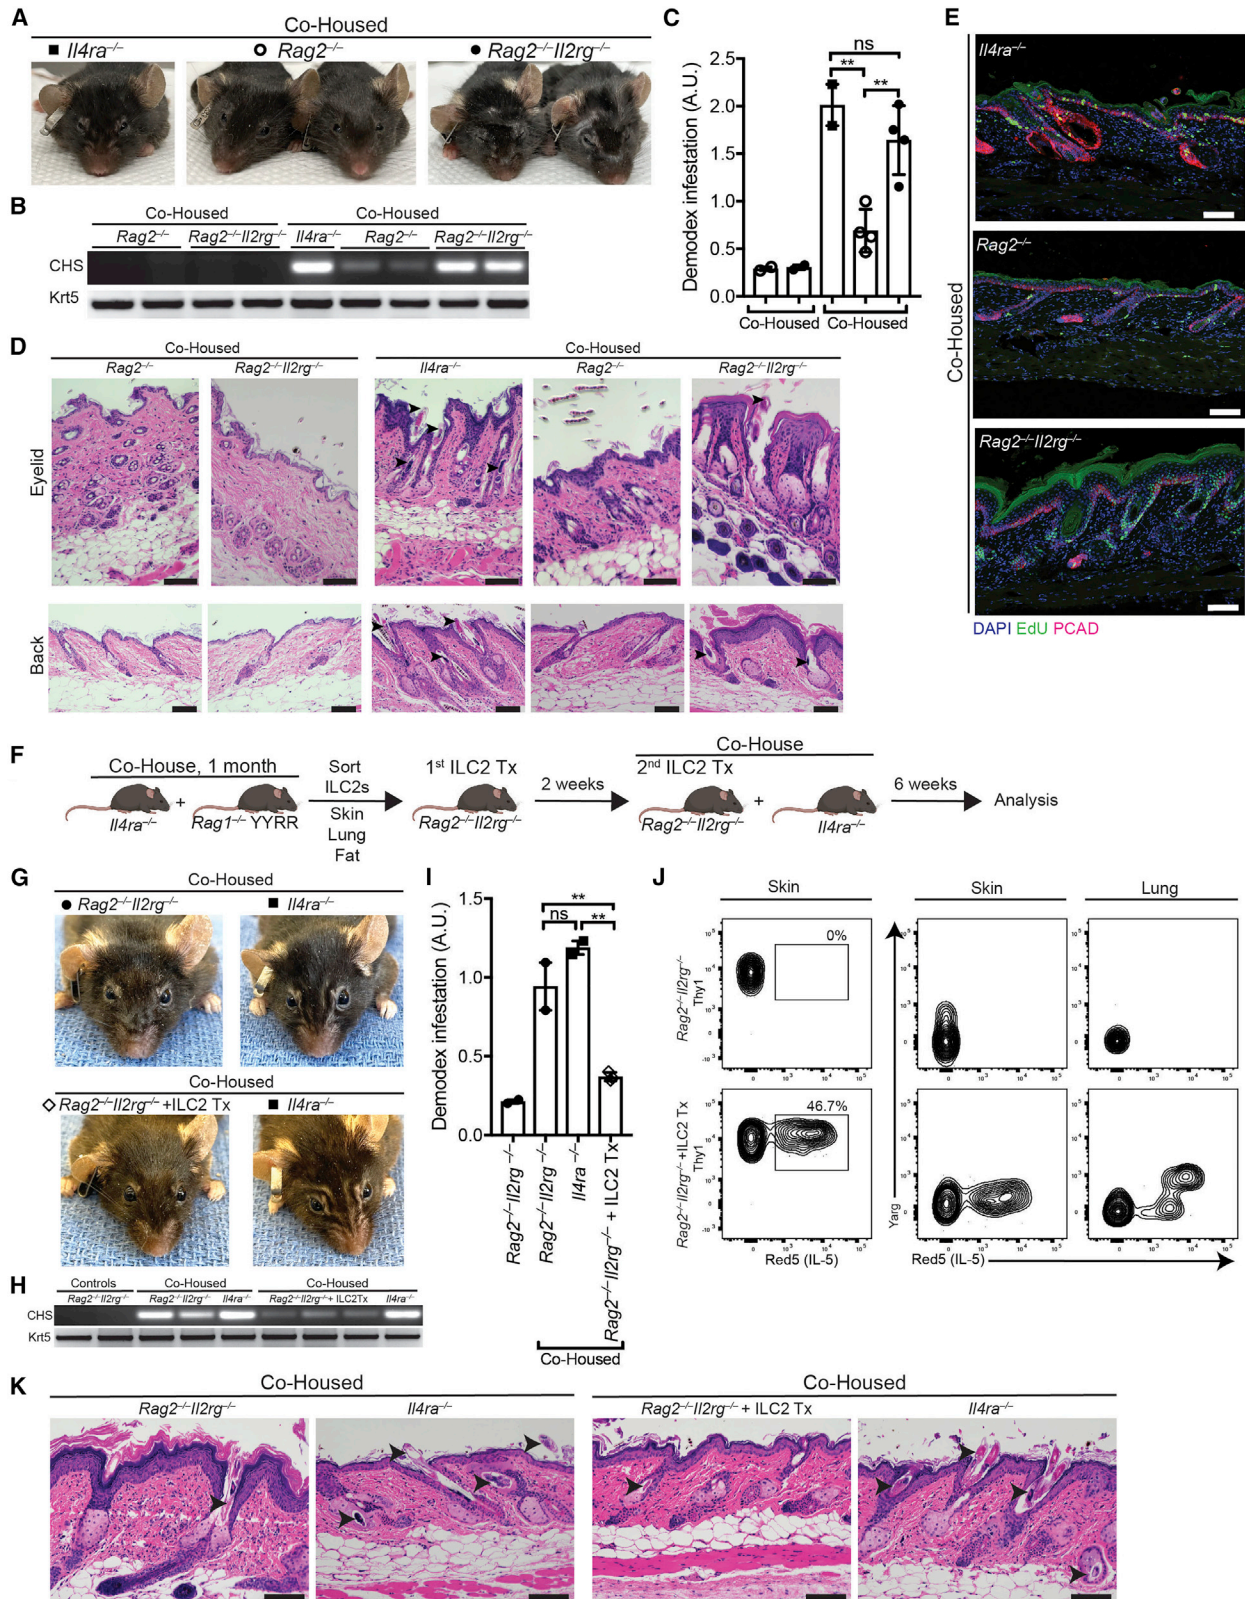 A
Co-Housed
■ Il4ra–/–
○ Rag2–/–
● Rag2–/–Il2rg–/–
B
Co-Housed
Co-Housed
Rag2–/–
Rag2–/–Il2rg–/–
Il4ra–/–
Rag2–/–
Rag2–/–Il2rg–/–
CHS
Krt5
C
Demodex infestation (A.U.)
2.5
2.0
1.5
1.0
0.5
0.0
ns
**
**
Co-Housed
Co-Housed
D
Co-Housed
Co-Housed
Rag2–/–
Rag2–/–Il2rg–/–
Il4ra–/–
Rag2–/–
Rag2–/–Il2rg–/–
Eyelid
Back
E
Co-Housed
Il4ra–/–
Rag2–/–
Rag2–/–Il2rg–/–
DAPI EdU PCAD
F
Co-House, 1 month
Il4ra–/–
+
Rag1–/– YYRR
Sort
ILC2s
Skin
Lung
Fat
1st ILC2 Tx
Rag2–/–Il2rg–/–
2 weeks
Co-House
2nd ILC2 Tx
Rag2–/–Il2rg–/–
+
Il4ra–/–
6 weeks
Analysis
G
Co-Housed
● Rag2–/–Il2rg–/–
■ Il4ra–/–
Co-Housed
◇ Rag2–/–Il2rg–/– +ILC2 Tx
■ Il4ra–/–
H
Controls
Co-Housed
Co-Housed
Rag2–/–Il2rg–/–
Rag2–/–Il2rg–/–
Il4ra–/–
Rag2–/–Il2rg–/–+ ILC2Tx
Il4ra–/–
CHS
Krt5
I
Demodex infestation (A.U.)
1.5
1.0
0.5
0.0
**
ns
**
Rag2–/–Il2rg–/–
Rag2–/–Il2rg–/–
Il4ra–/–
Rag2–/–Il2rg–/– + ILC2 Tx
Co-Housed
J
Skin
Skin
Lung
Rag2–/–Il2rg–/–
Thy1
0%
Rag2–/–Il2rg–/–+ILC2 Tx
Thy1
46.7%
Yarg
10⁵
10⁴
10³
0
-10³
0
10³
10⁴
10⁵
Red5 (IL-5)
Red5 (IL-5)
K
Co-Housed
Co-Housed
Rag2–/–Il2rg–/–
Il4ra–/–
Rag2–/–Il2rg–/– + ILC2 Tx
Il4ra–/–